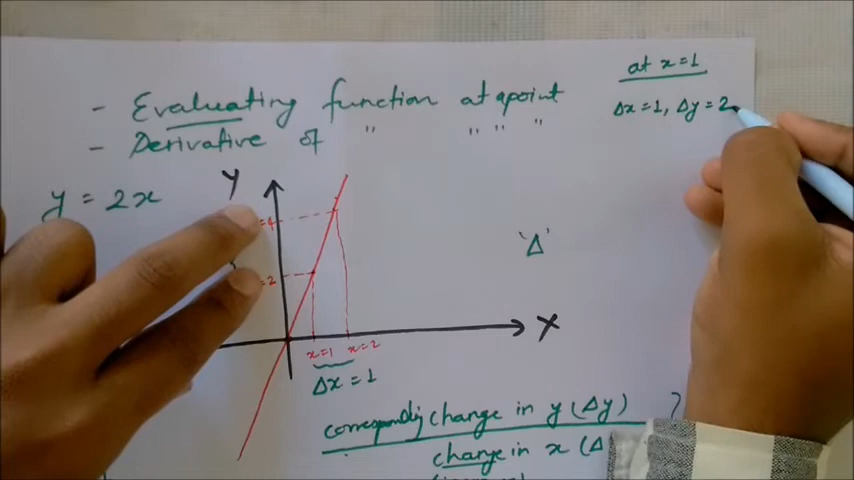 at x=1
- Evaluating function at a point
Δx=1, Δy=2
- Derivative of " " " "
y = 2x
Y
=4
'Δ'
=2
X
x=1 x=2
Δx=1
corresponding change in y (Δy)
change in x (Δ